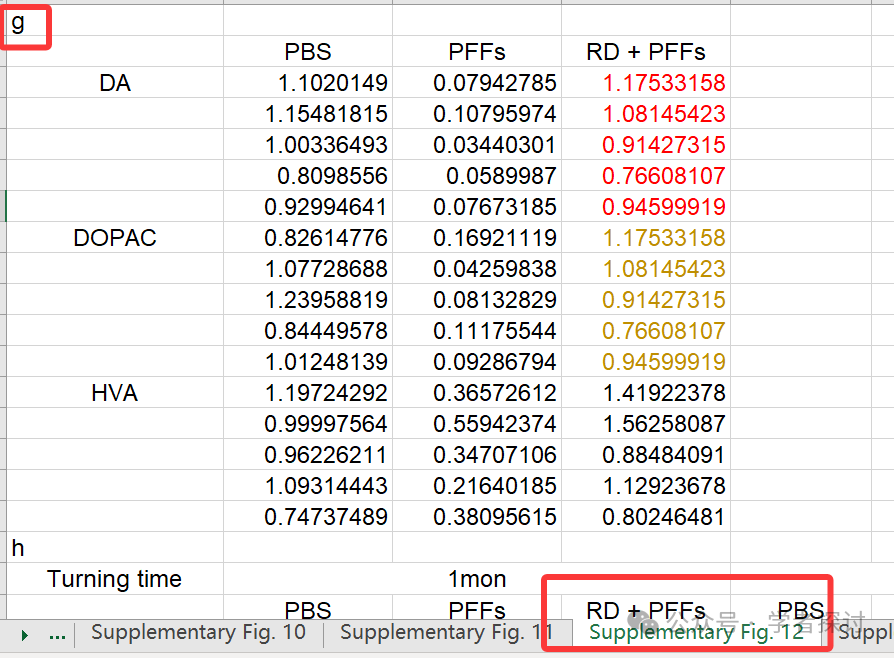 g
PBS PFFs RD + PFFs
DA 1.1020149 0.07942785 1.17533158
1.15481815 0.10795974 1.08145423
1.00336493 0.03440301 0.91427315
0.8098556 0.0589987 0.76608107
0.92994641 0.07673185 0.94599919
DOPAC 0.82614776 0.16921119 1.17533158
1.07728688 0.04259838 1.08145423
1.23958819 0.08132829 0.91427315
0.84449578 0.11175544 0.76608107
1.01248139 0.09286794 0.94599919
HVA 1.19724292 0.36572612 1.41922378
0.99997564 0.55942374 1.56258087
0.96226211 0.34707106 0.88484091
1.09314443 0.21640185 1.12923678
0.74737489 0.38095615 0.80246481
h
Turning time 1mon
PBS PFFs RD + PFFs PBS
公众号 · 学者探讨
... Supplementary Fig. 10 Supplementary Fig. 11 Supplementary Fig. 12 Suppl